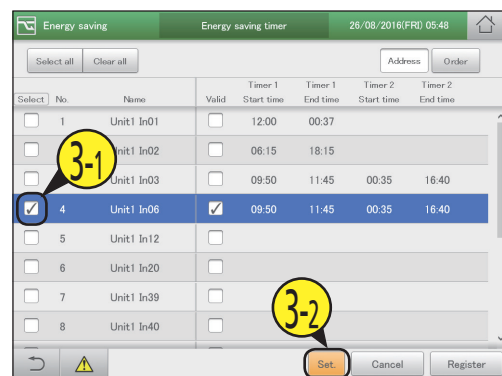 Energy saving Energy saving timer 26/08/2016(FRI) 05:48
Select all Clear all Address Order
Timer 1 Timer 1 Timer 2 Timer 2
Select No. Name Valid Start time End time Start time End time
1 Unit1 In01 12:00 00:37
2 Unit1 In02 06:15 18:15
3-1
Unit1 In03 09:50 11:45 00:35 16:40
4 Unit1 In06 09:50 11:45 00:35 16:40
5 Unit1 In12
6 Unit1 In20
7 Unit1 In39
8 Unit1 In40
3-2
Set. Cancel Register